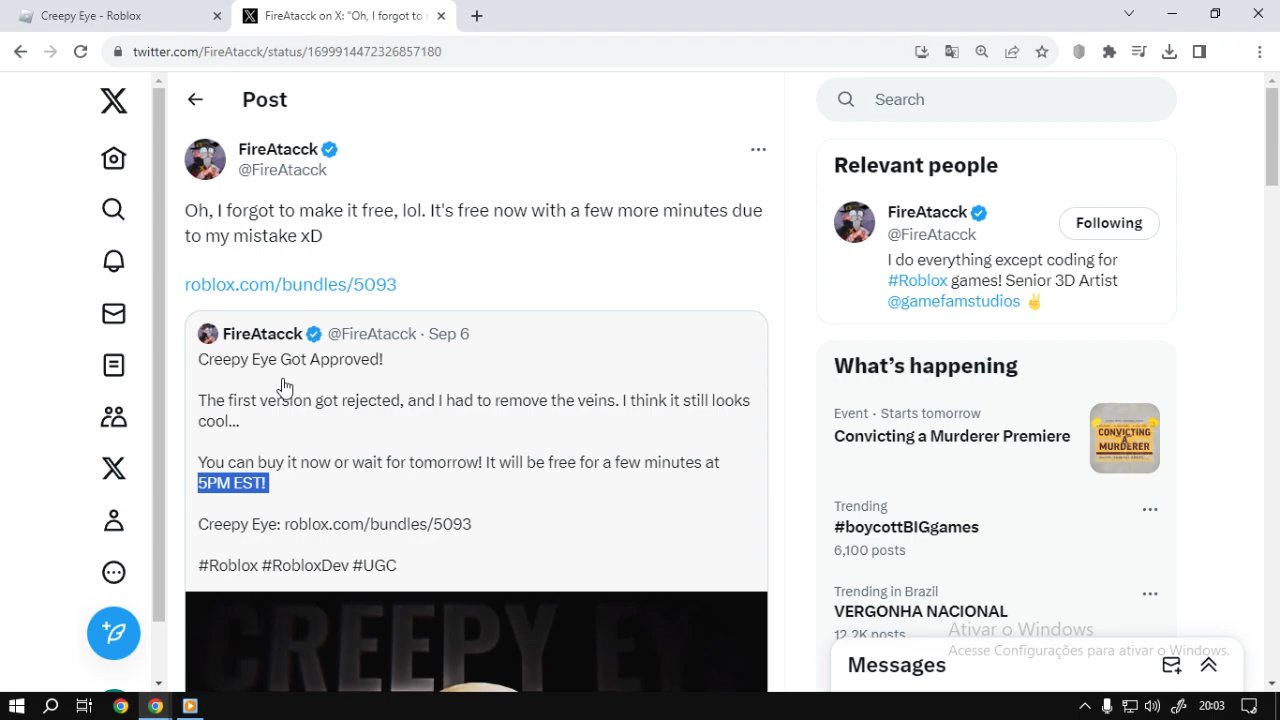 Creepy Eye - Roblox
FireAtacck on X: "Oh, I forgot to
twitter.com/FireAtacck/status/1699914472326857180
Post
FireAtacck
@FireAtacck
Oh, I forgot to make it free, lol. It's free now with a few more minutes due
to my mistake xD
roblox.com/bundles/5093
FireAtacck @FireAtacck · Sep 6
Creepy Eye Got Approved!
The first version got rejected, and I had to remove the veins. I think it still looks
cool...
You can buy it now or wait for tomorrow! It will be free for a few minutes at
5PM EST!
Creepy Eye: roblox.com/bundles/5093
#Roblox #RobloxDev #UGC
CREEPY EYE
Search
Relevant people
FireAtacck
@FireAtacck
Following
I do everything except coding for
#Roblox games! Senior 3D Artist
@gamefamstudios ✌
What's happening
Event · Starts tomorrow
Convicting a Murderer Premiere
CONVICTING
A
MURDERER
Trending
#boycottBIGgames
6,100 posts
Trending in Brazil
VERGONHA NACIONAL
12.2K posts
Ativar o Windows
Acesse Configurações para ativar o Windows.
Messages
20:03